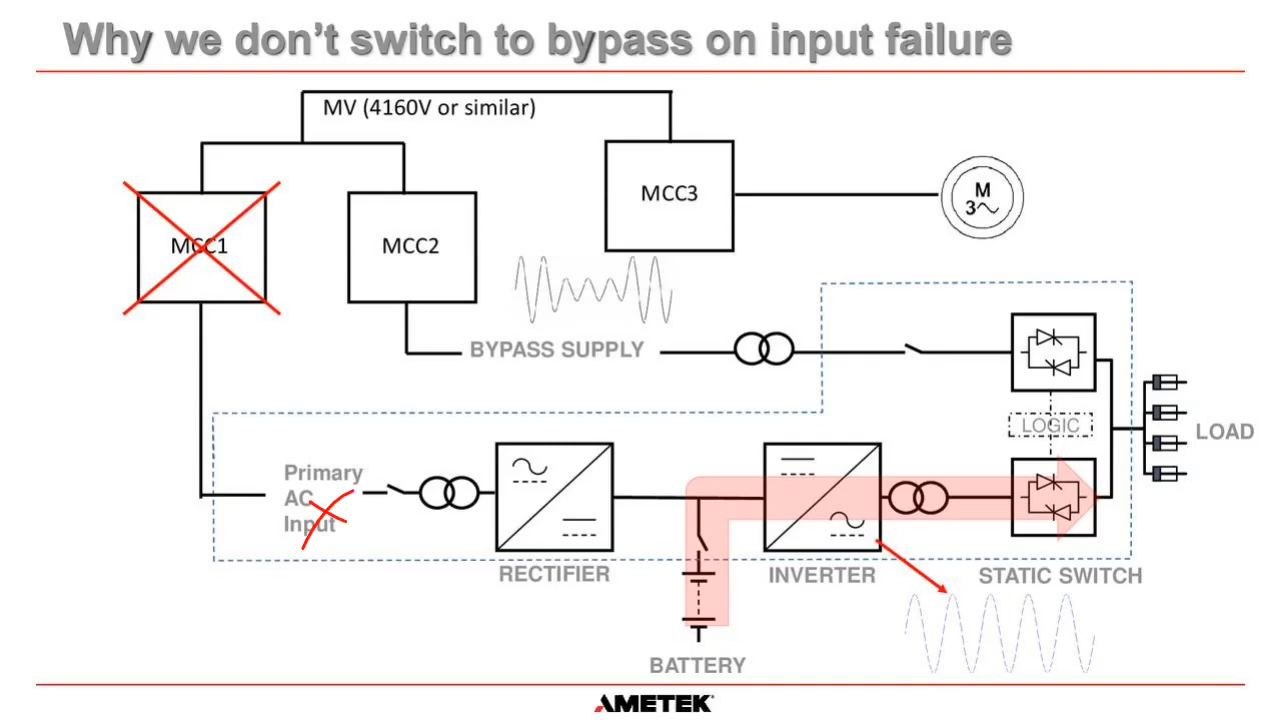 Why we don't switch to bypass on input failure
MV (4160V or similar)
MCC1
MCC2
MCC3
M
3~
BYPASS SUPPLY
LOGIC
LOAD
Primary
AC
Input
RECTIFIER
INVERTER
STATIC SWITCH
BATTERY
AMETEK